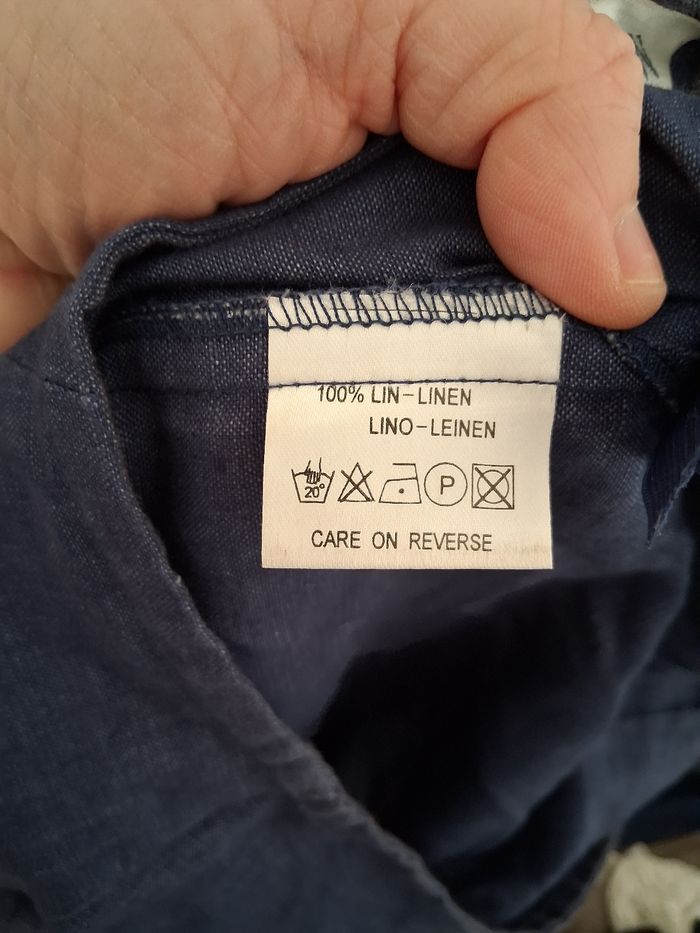 100% LIN-LINEN
LINO-LEINEN
20° P
CARE ON REVERSE